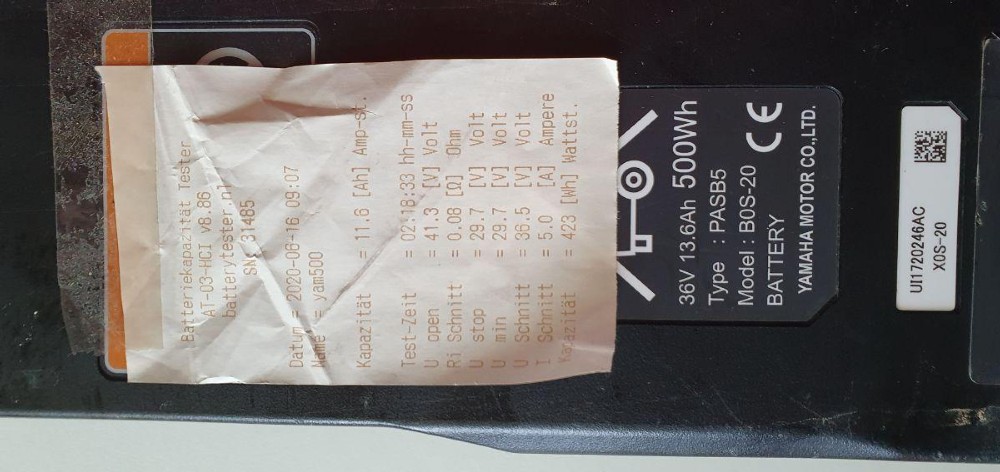 Batteriekapazität Tester
AT-03-HCI v8.86
batterytester.nl
SN: 31485
Datum = 2020-06-16 09:07
Name = yam500
Kapazität = 11.6 [Ah] Amp-st.
Test-Zeit = 02:18:33 hh-mm-ss
U open = 41.3 [V] Volt
Ri Schnitt = 0.08 [Ω] Ohm
U stop = 29.7 [V] Volt
U min = 29.7 [V] Volt
U Schnitt = 36.5 [V] Volt
I Schnitt = 5.0 [A] Ampere
Kapazität = 423 [Wh] Wattst.
36V 13.6Ah 500Wh
Type : PASB5
Model : B0S-20
BATTERY CE
YAMAHA MOTOR CO.,LTD.
UI1720246AC
X0S-20